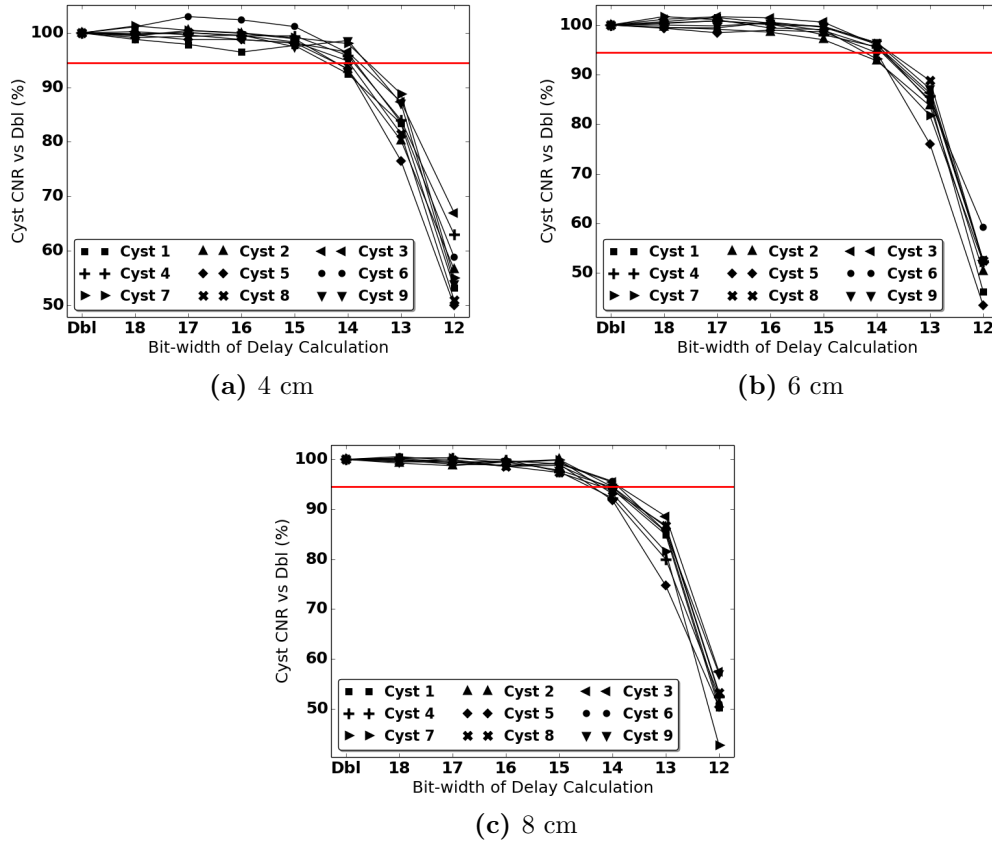 100
90
80
70
60
50
Cyst CNR vs Dbl (%)
Cyst 1 Cyst 2 Cyst 3
Cyst 4 Cyst 5 Cyst 6
Cyst 7 Cyst 8 Cyst 9
Dbl 18 17 16 15 14 13 12
Bit-width of Delay Calculation
(a) 4 cm
100
90
80
70
60
50
Cyst CNR vs Dbl (%)
Cyst 1 Cyst 2 Cyst 3
Cyst 4 Cyst 5 Cyst 6
Cyst 7 Cyst 8 Cyst 9
Dbl 18 17 16 15 14 13 12
Bit-width of Delay Calculation
(b) 6 cm
100
90
80
70
60
50
Cyst CNR vs Dbl (%)
Cyst 1 Cyst 2 Cyst 3
Cyst 4 Cyst 5 Cyst 6
Cyst 7 Cyst 8 Cyst 9
Dbl 18 17 16 15 14 13 12
Bit-width of Delay Calculation
(c) 8 cm